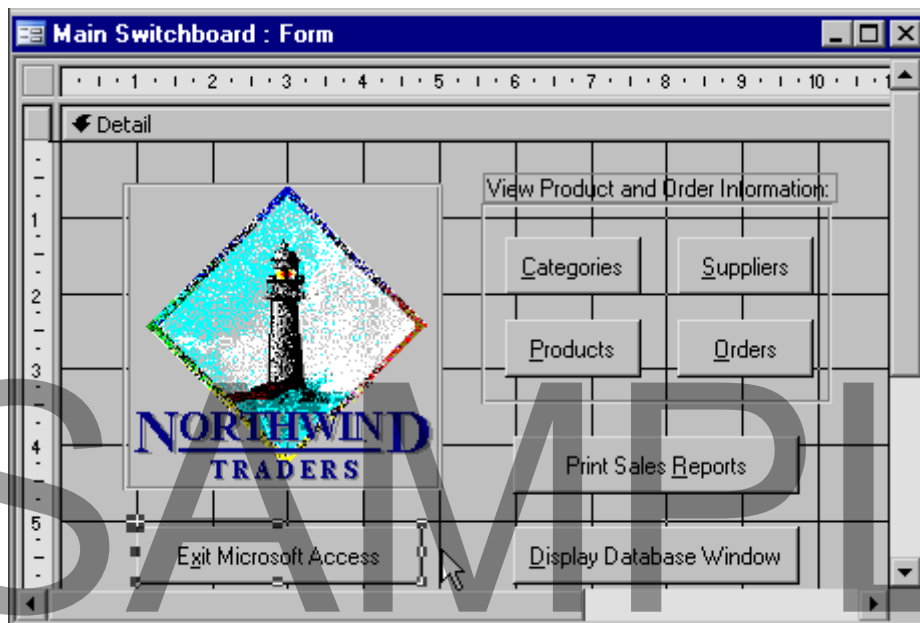 Main Switchboard : Form
1 2 3 4 5 6 7 8 9 10
Detail
View Product and Order Information:
1
Categories
Suppliers
2
Products
Orders
3
NORTHWIND
TRADERS
4
Print Sales Reports
5
Exit Microsoft Access
Display Database Window
SAMPL